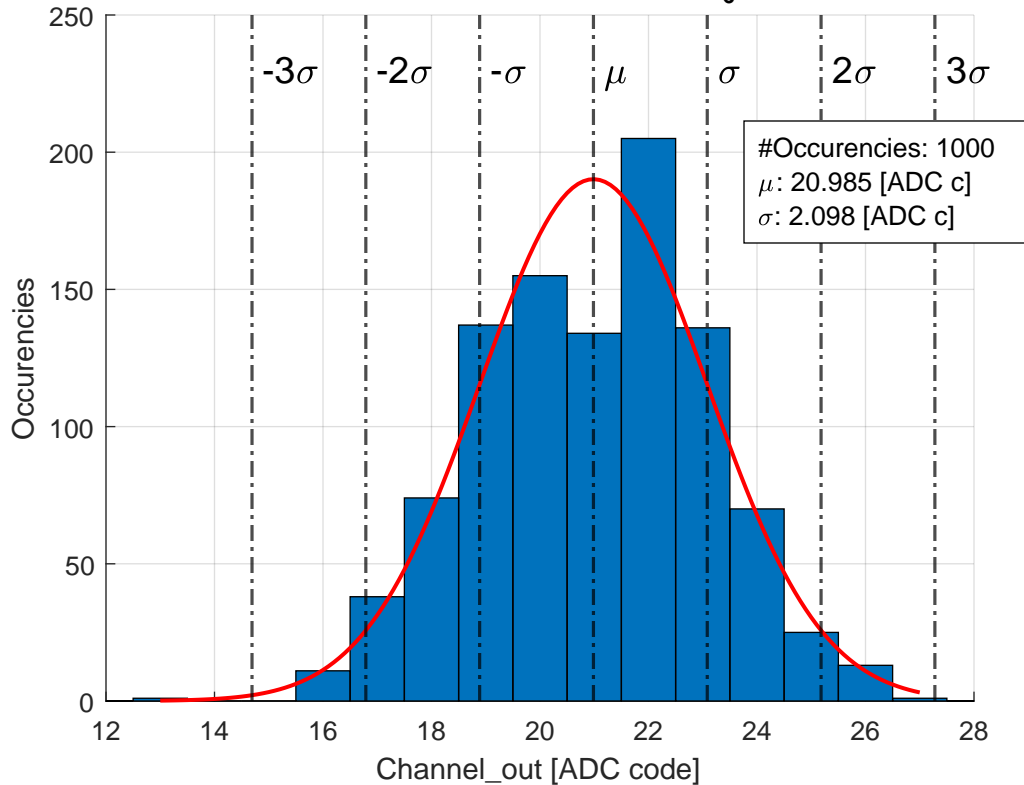 250
200
150
100
50
0
Occurencies
-3σ -2σ -σ μ σ 2σ 3σ
#Occurencies: 1000
μ: 20.985 [ADC c]
σ: 2.098 [ADC c]
12 14 16 18 20 22 24 26 28
Channel_out [ADC code]